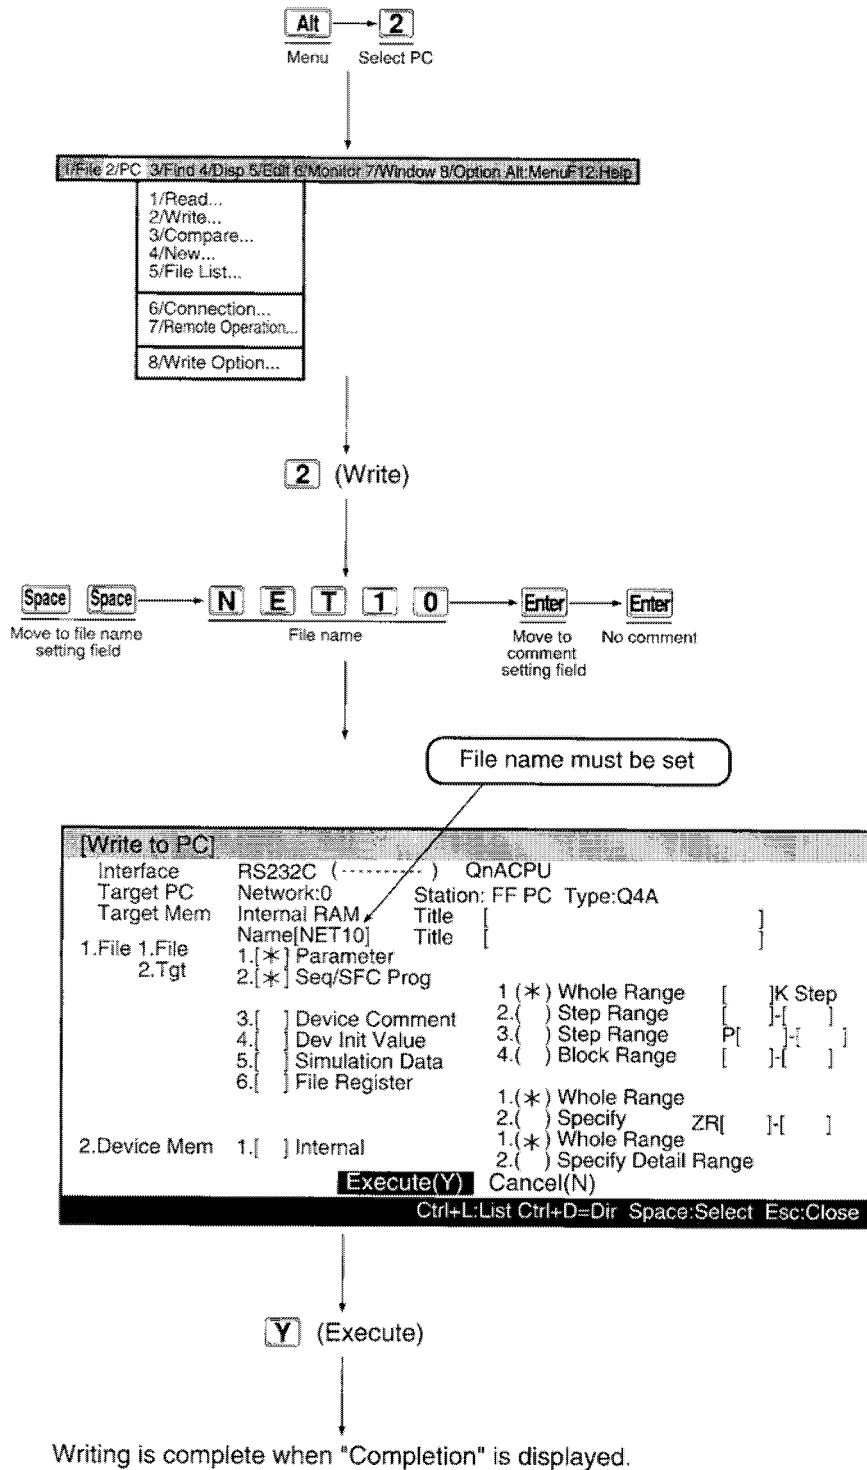 Alt 2
Menu Select PC
1/File 2/PC 3/Find 4/Disp 5/Edit 6/Monitor 7/Window 8/Option Alt:MenuF12:Help
1/Read...
2/Write...
3/Compare...
4/New...
5/File List...
6/Connection...
7/Remote Operation...
8/Write Option...
2 (Write)
Space Space N E T 1 0 Enter Enter
Move to file name setting field
File name
Move to comment setting field
No comment
File name must be set
[Write to PC]
Interface RS232C (----------) QnACPU
Target PC Network:0 Station: FF PC Type:Q4A
Target Mem Internal RAM Title [ ]
Name[NET10] Title [ ]
1.File 1.File 1.[*] Parameter
2.Tgt 2.[*] Seq/SFC Prog
1 (*) Whole Range [ ]K Step
3.[ ] Device Comment 2.( ) Step Range [ ]-[ ]
4.[ ] Dev Init Value 3.( ) Step Range P[ ]-[ ]
5.[ ] Simulation Data 4.( ) Block Range [ ]-[ ]
6.[ ] File Register
1.(*) Whole Range
2.( ) Specify ZR[ ]-[ ]
2.Device Mem 1.[ ] Internal 1.(*) Whole Range
2.( ) Specify Detail Range
Execute(Y) Cancel(N)
Ctrl+L:List Ctrl+D=Dir Space:Select Esc:Close
Y (Execute)
Writing is complete when "Completion" is displayed.